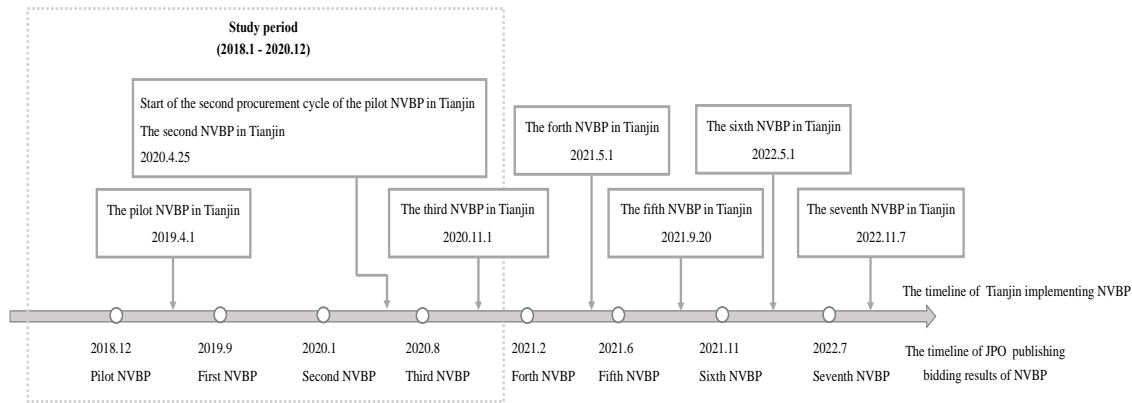 Study period
(2018.1 - 2020.12)
Start of the second procurement cycle of the pilot NVBP in Tianjin
The second NVBP in Tianjin
2020.4.25
The forth NVBP in Tianjin
2021.5.1
The sixth NVBP in Tianjin
2022.5.1
The pilot NVBP in Tianjin
2019.4.1
The third NVBP in Tianjin
2020.11.1
The fifth NVBP in Tianjin
2021.9.20
The seventh NVBP in Tianjin
2022.11.7
The timeline of Tianjin implementing NVBP
2018.12
Pilot NVBP
2019.9
First NVBP
2020.1
Second NVBP
2020.8
Third NVBP
2021.2
Forth NVBP
2021.6
Fifth NVBP
2021.11
Sixth NVBP
2022.7
Seventh NVBP
The timeline of JPO publishing
bidding results of NVBP